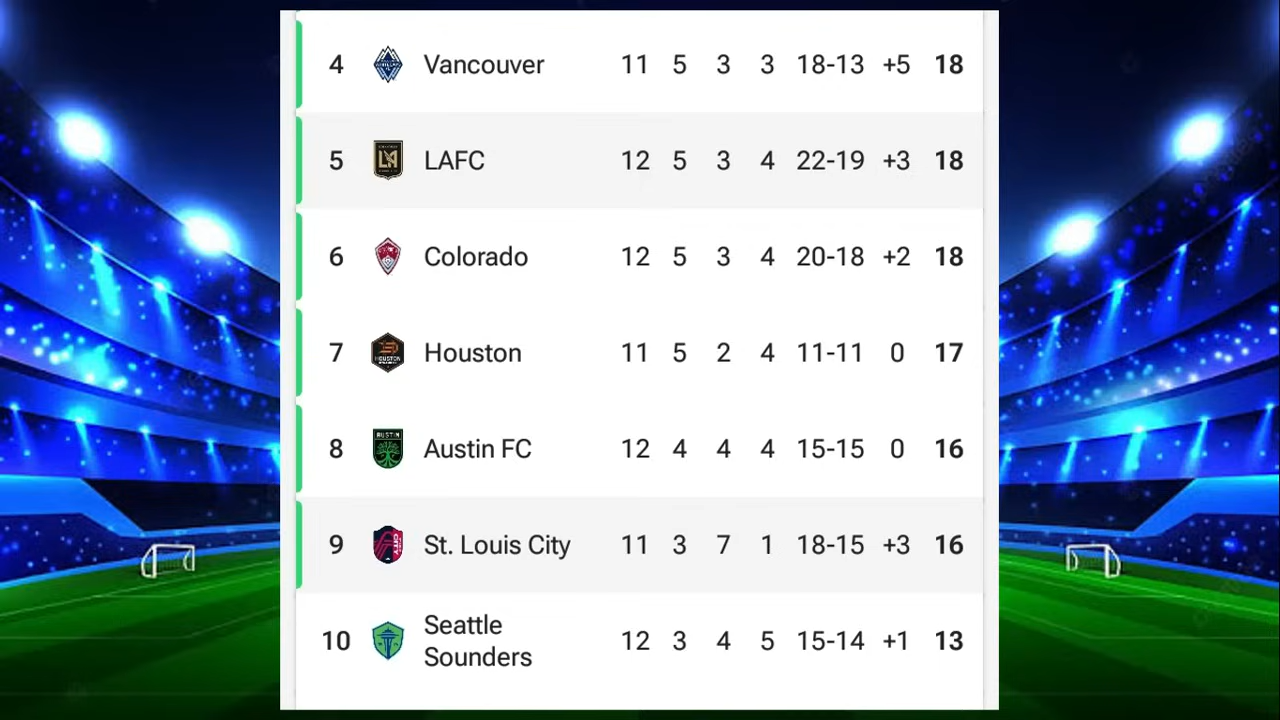 4 Vancouver 11 5 3 3 18-13 +5 18
5 LAFC 12 5 3 4 22-19 +3 18
6 Colorado 12 5 3 4 20-18 +2 18
7 HOUSTON Houston 11 5 2 4 11-11 0 17
8 AUSTIN Austin FC 12 4 4 4 15-15 0 16
9 CITY St. Louis City 11 3 7 1 18-15 +3 16
10 Seattle Sounders 12 3 4 5 15-14 +1 13